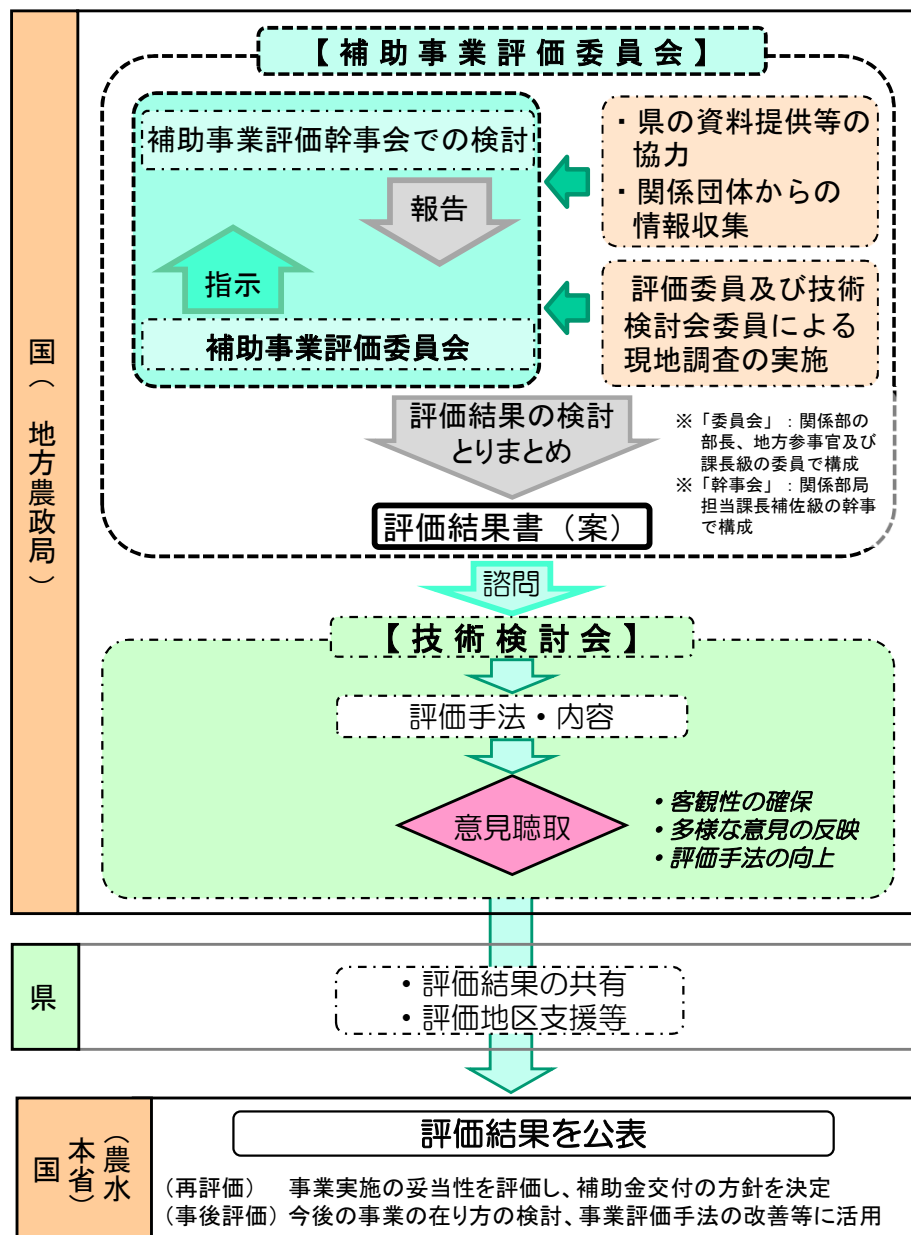 国（地方農政局）
【補助事業評価委員会】
補助事業評価幹事会での検討
報告
指示
補助事業評価委員会
・県の資料提供等の
協力
・関係団体からの
情報収集
評価委員及び技術
検討会委員による
現地調査の実施
評価結果の検討
とりまとめ
※「委員会」：関係部の
部長、地方参事官及び
課長級の委員で構成
※「幹事会」：関係部局
担当課長補佐級の幹事
で構成
評価結果書（案）
諮問
【技術検討会】
評価手法・内容
意見聴取
・客観性の確保
・多様な意見の反映
・評価手法の向上
県
・評価結果の共有
・評価地区支援等
国
（農水
本省）
評価結果を公表
（再評価）　事業実施の妥当性を評価し、補助金交付の方針を決定
（事後評価）今後の事業の在り方の検討、事業評価手法の改善等に活用